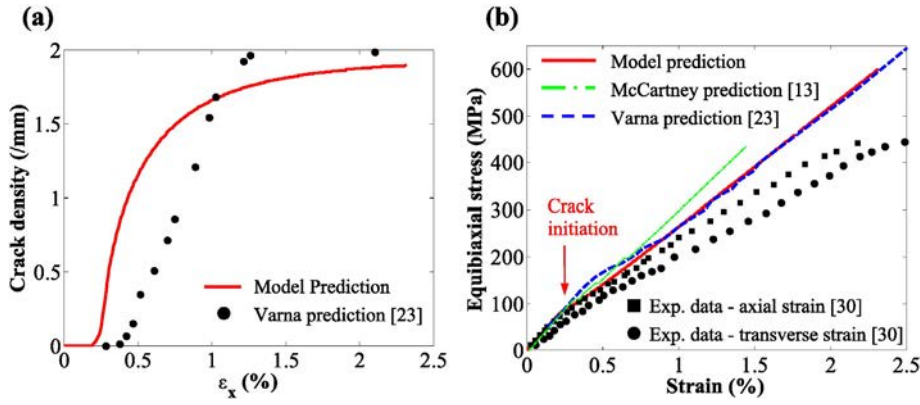 (a)
2
1.5
1
0.5
0
0 0.5 1 1.5 2 2.5
Crack density (/mm)
ε_x (%)
Model Prediction
Varna prediction [23]
(b)
600
500
400
300
200
100
0
0 0.5 1 1.5 2 2.5
Equibiaxial stress (MPa)
Strain (%)
Model prediction
McCartney prediction [13]
Varna prediction [23]
Crack
initiation
Exp. data - axial strain [30]
Exp. data - transverse strain [30]